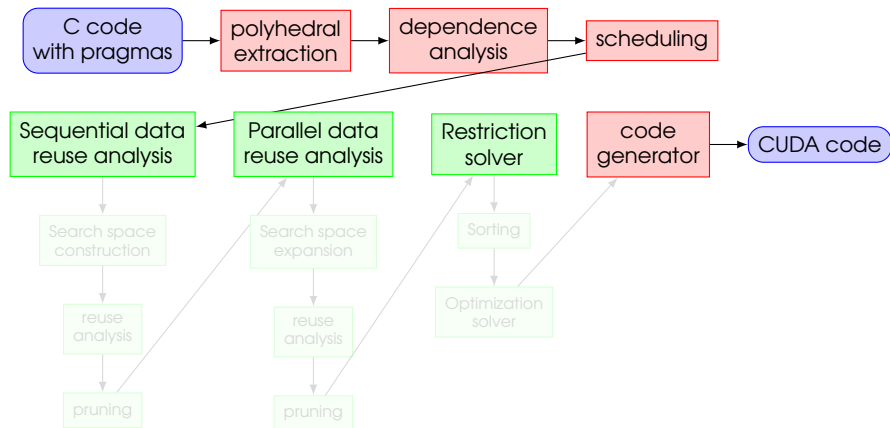 C code
with pragmas
polyhedral
extraction
dependence
analysis
scheduling
Sequential data
reuse analysis
Parallel data
reuse analysis
Restriction
solver
code
generator
CUDA code
Search space
construction
Search space
expansion
Sorting
reuse
analysis
reuse
analysis
Optimization
solver
pruning
pruning